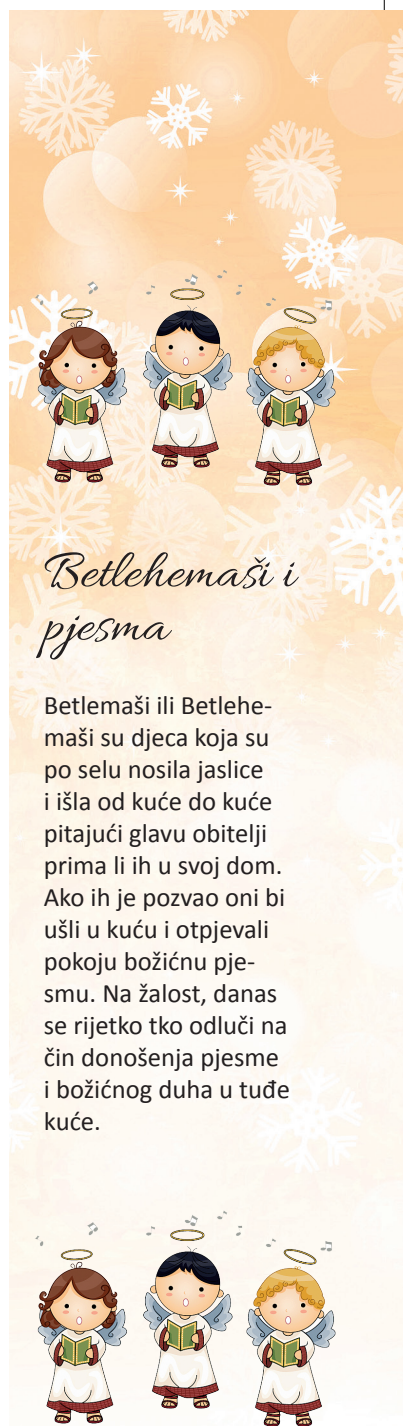 Betlehemaši i
pjesma
Betlemaši ili Betlehe-
maši su djeca koja su
po selu nosila jaslice
i išla od kuće do kuće
pitajući glavu obitelji
prima li ih u svoj dom.
Ako ih je pozvao oni bi
ušli u kuću i otpjevali
pokoju božićnu pje-
smu. Na žalost, danas
se rijetko tko odluči na
čin donošenja pjesme
i božićnog duha u tuđe
kuće.